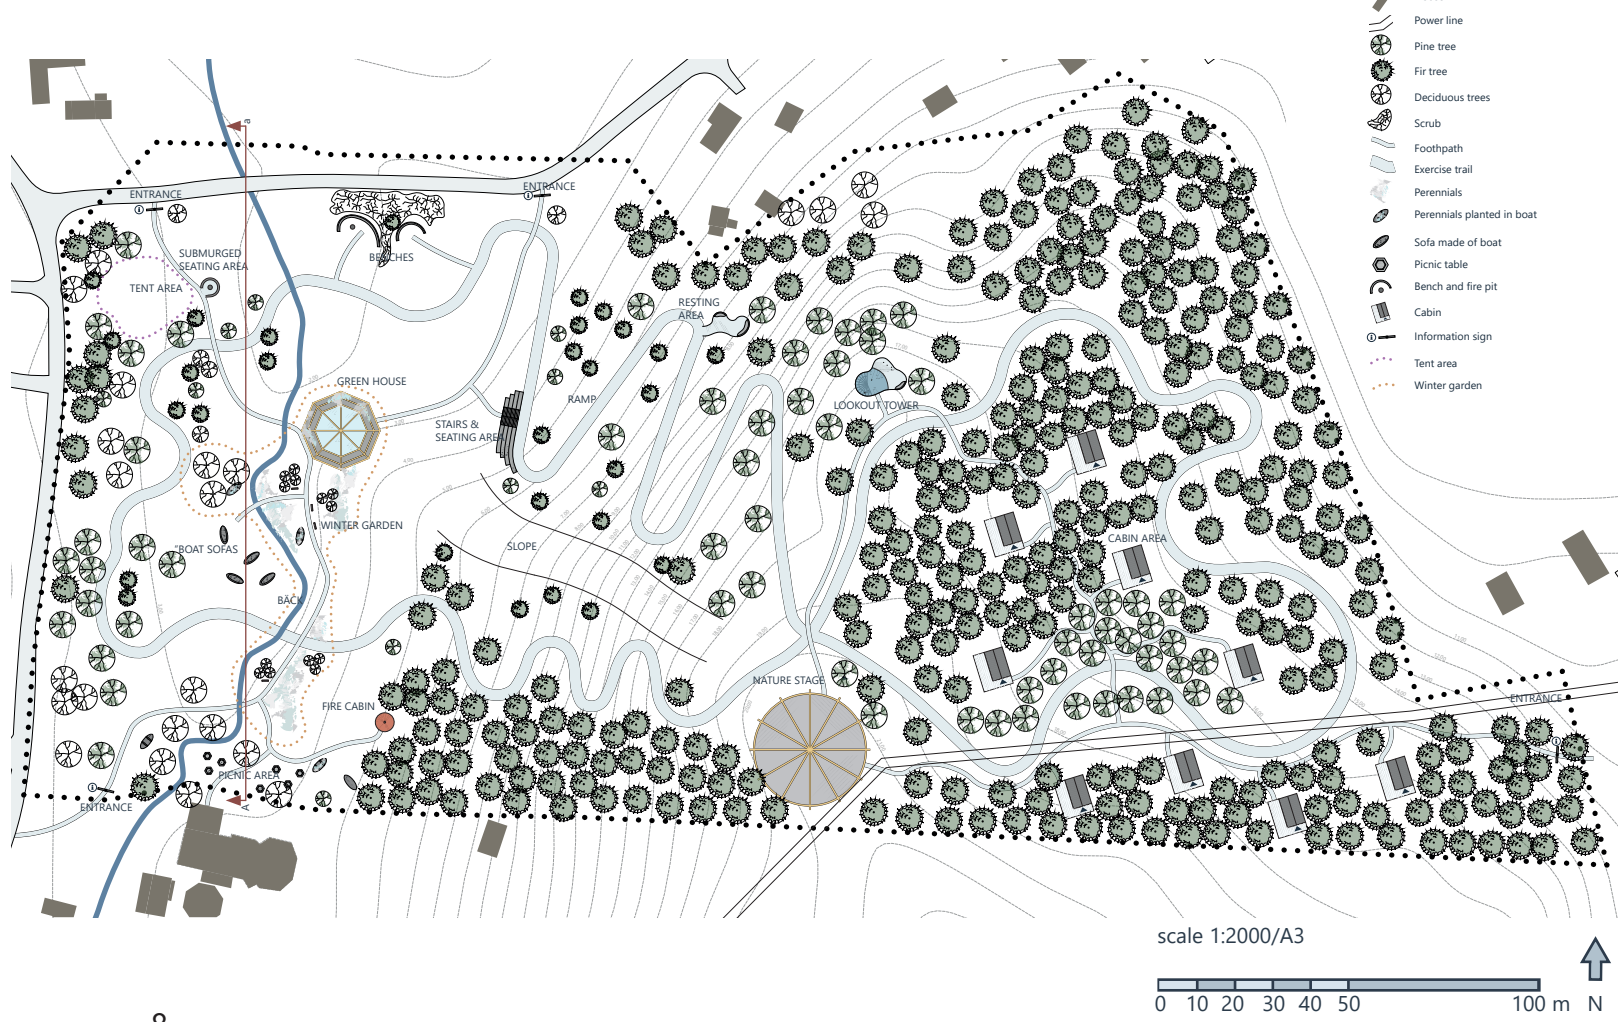 Power line
Pine tree
Fir tree
Deciduous trees
Scrub
Foothpath
Exercise trail
Perennials
Perennials planted in boat
Sofa made of boat
Picnic table
Bench and fire pit
Cabin
Information sign
Tent area
Winter garden
a
ENTRANCE
ENTRANCE
SUBMURGED
SEATING AREA
BENCHES
TENT AREA
RESTING
AREA
GREEN HOUSE
RAMP
LOOKOUT TOWER
STAIRS &
SEATING AREA
WINTER GARDEN
"BOAT SOFAS
SLOPE
CABIN AREA
BÄCK
NATURE STAGE
FIRE CABIN
ENTRANCE
PICNIC AREA
A
ENTRANCE
scale 1:2000/A3
0 10 20 30 40 50 100 m N